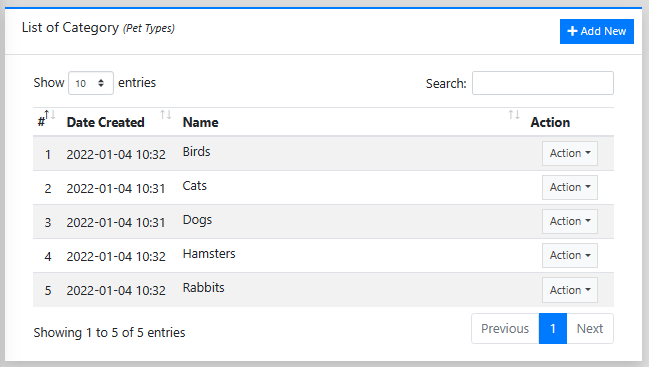 List of Category (Pet Types)
+ Add New
Show 10 entries
Search:
# Date Created Name Action
1 2022-01-04 10:32 Birds Action
2 2022-01-04 10:31 Cats Action
3 2022-01-04 10:31 Dogs Action
4 2022-01-04 10:32 Hamsters Action
5 2022-01-04 10:32 Rabbits Action
Showing 1 to 5 of 5 entries
Previous 1 Next